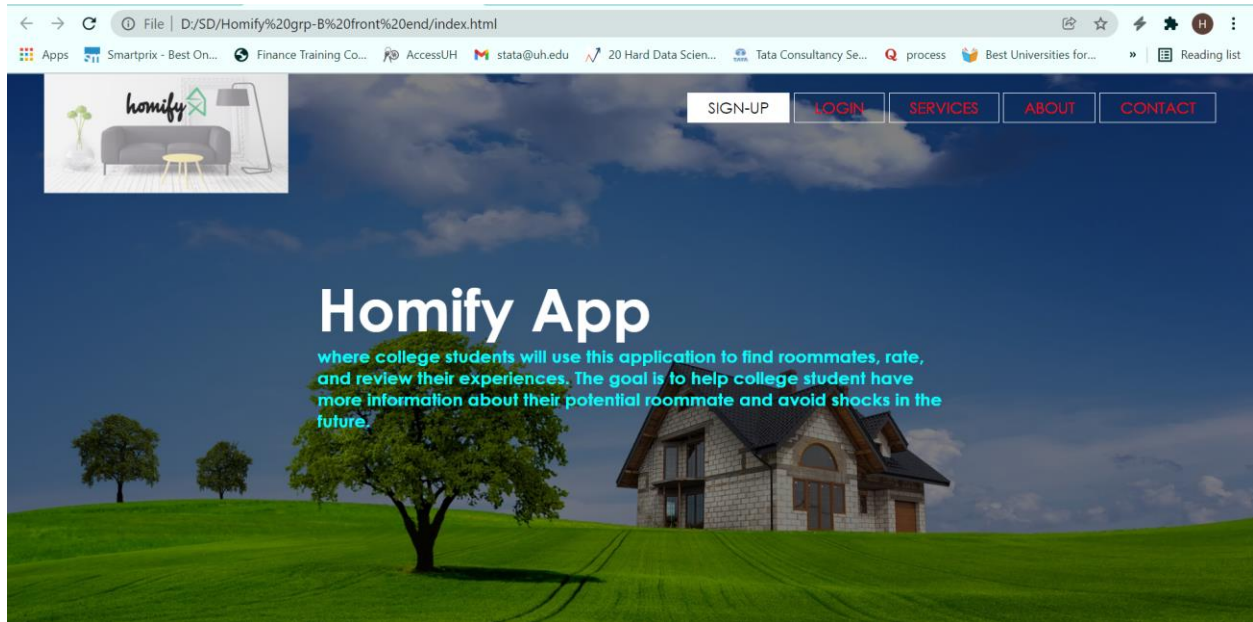 File | D:/SD/Homify%20grp-B%20front%20end/index.html
H
Apps Smartprix - Best On... Finance Training Co... AccessUH stata@uh.edu 20 Hard Data Scien... Tata Consultancy Se... process Best Universities for... » Reading list
homify
SIGN-UP LOGIN SERVICES ABOUT CONTACT
Homify App
where college students will use this application to find roommates, rate,
and review their experiences. The goal is to help college student have
more information about their potential roommate and avoid shocks in the
future.